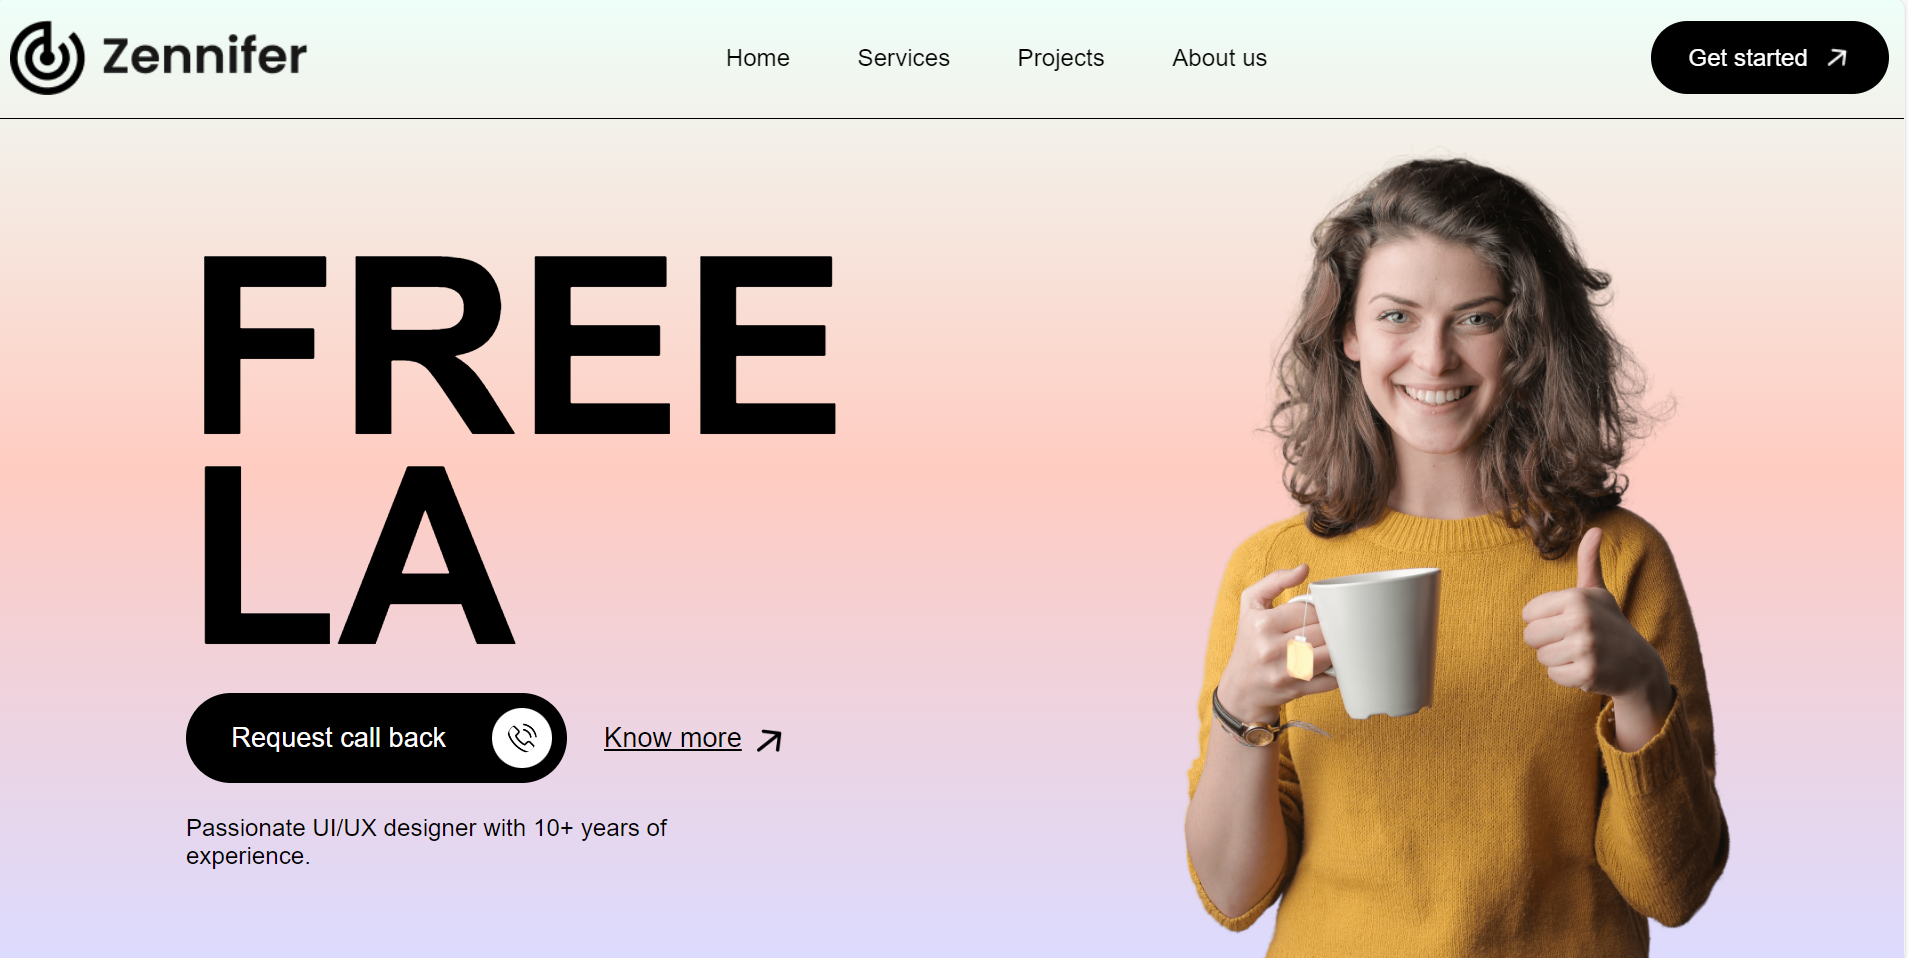 Zennifer
Home Services Projects About us
Get started
FREE
LA
Request call back
Know more
Passionate UI/UX designer with 10+ years of
experience.